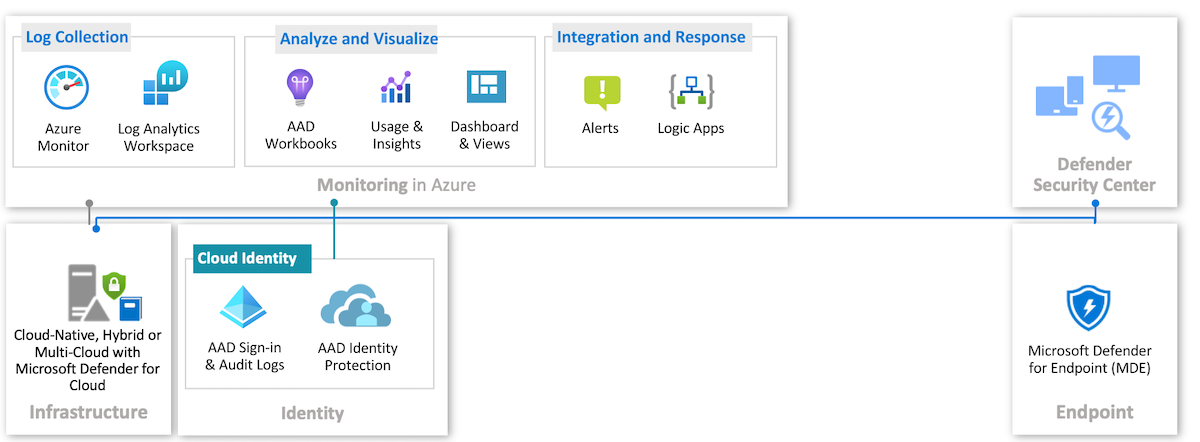 Log Collection
Azure
Monitor
Log Analytics
Workspace
Analyze and Visualize
AAD
Workbooks
Usage &
Insights
Dashboard
& Views
Integration and Response
Alerts
Logic Apps
Monitoring in Azure
Defender
Security Center
Cloud-Native, Hybrid or
Multi-Cloud with
Microsoft Defender for
Cloud
Infrastructure
Cloud Identity
AAD Sign-in
& Audit Logs
AAD Identity
Protection
Identity
Microsoft Defender
for Endpoint (MDE)
Endpoint